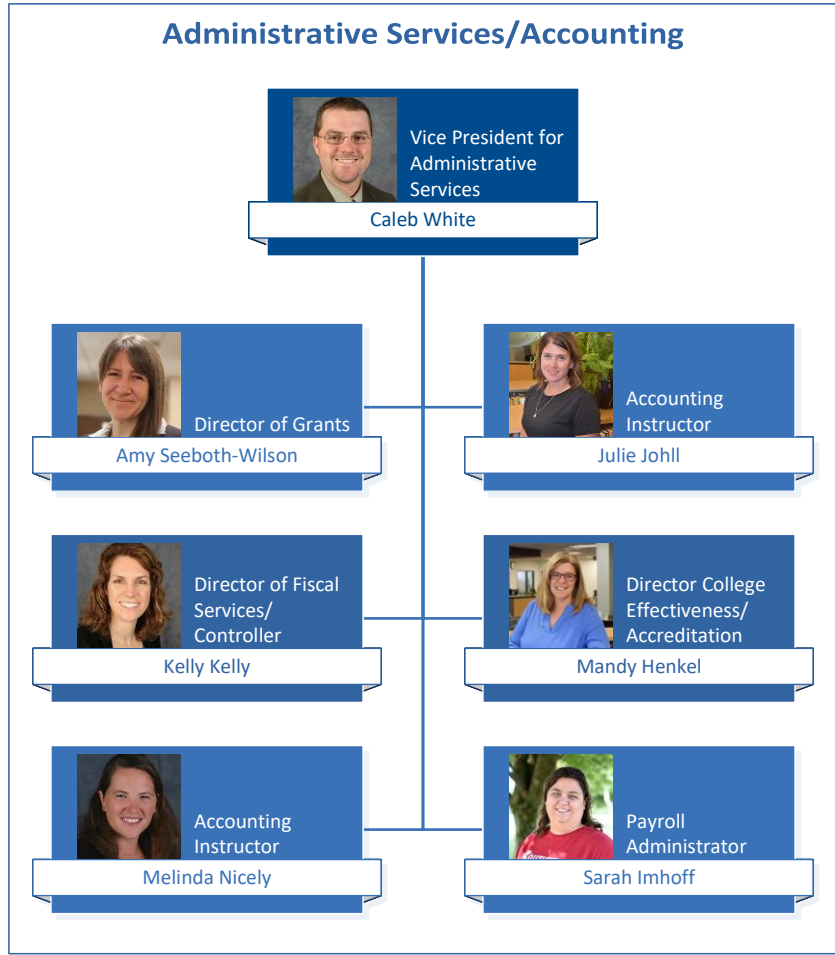 Administrative Services/Accounting
Vice President for
Administrative
Services
Caleb White
Director of Grants
Amy Seeboth-Wilson
Accounting
Instructor
Julie Johll
Director of Fiscal
Services/
Controller
Kelly Kelly
Director College
Effectiveness/
Accreditation
Mandy Henkel
Accounting
Instructor
Melinda Nicely
Payroll
Administrator
Sarah Imhoff